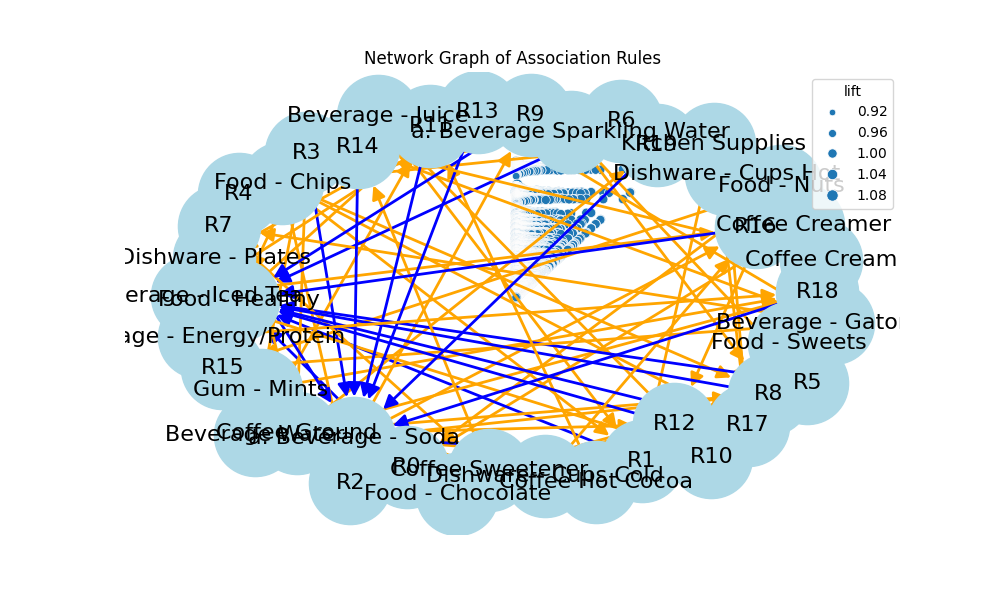 Network Graph of Association Rules
lift
0.92
0.96
1.00
1.04
1.08
R13
R9
Beverage - Juice
R11
R6
a. Beverage Sparkling Water
R14
R19
Kitchen Supplies
R3
Dishware - Cups Hot
Food - Chips
Food - Nuts
R4
R7
Coffee Creamer
R16
Dishware - Plates
Coffee Cream
erage - Iced Tea
Food - Healthy
R18
Beverage - Gato
age - Energy/Protein
Food - Sweets
R15
Gum - Mints
R8
R5
R12
R17
Beverage Water
Coffee Ground
a. Beverage - Soda
R10
R1
R0
Coffee Sweetener
Dishware - Cups Cold
Coffee Hot Cocoa
R2
Food - Chocolate